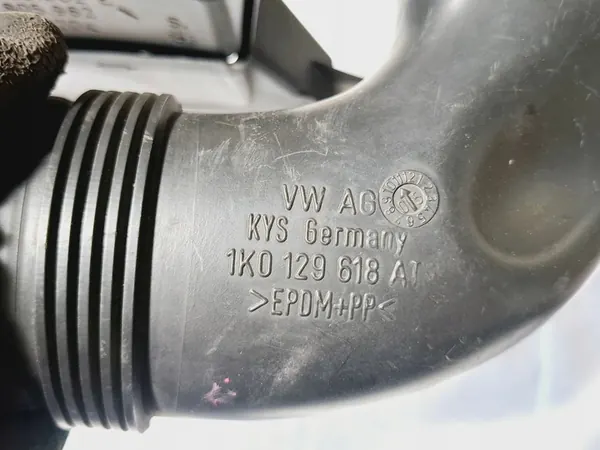 VW AG
KYS Germany
1K0 129 618 AT
>EPDM+PP<